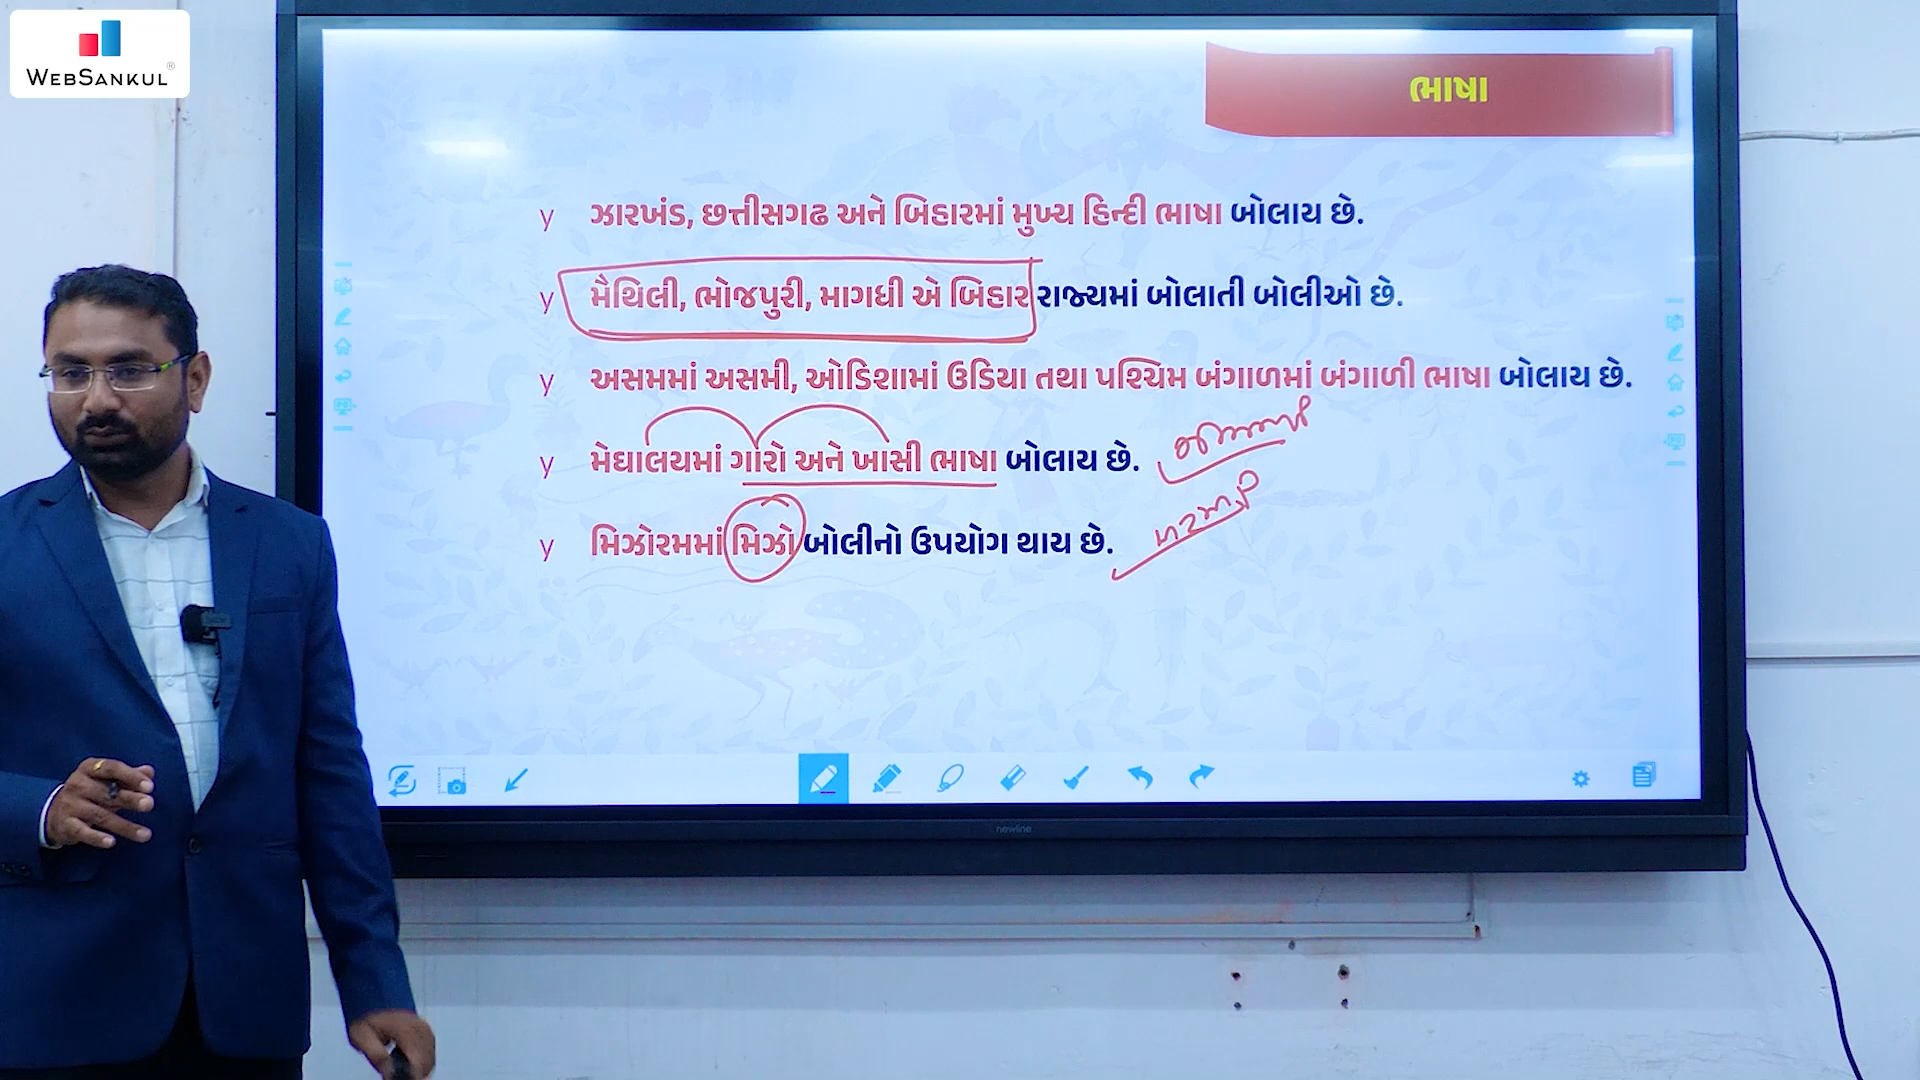 WEBSANKUL®
ભાષા
y ઝારખંડ, છત્તીસગઢ અને બિહારમાં મુખ્ય હિન્દી ભાષા બોલાય છે.
y મૈથિલી, ભોજપુરી, માગધી એ બિહાર રાજ્યમાં બોલાતી બોલીઓ છે.
y અસમમાં અસમી, ઓડિશામાં ઉડિયા તથા પશ્ચિમ બંગાળમાં બંગાળી ભાષા બોલાય છે.
y મેઘાલયમાં ગારો અને ખાસી ભાષા બોલાય છે.
y મિઝોરમમાં મિઝો બોલીનો ઉપયોગ થાય છે.
newline